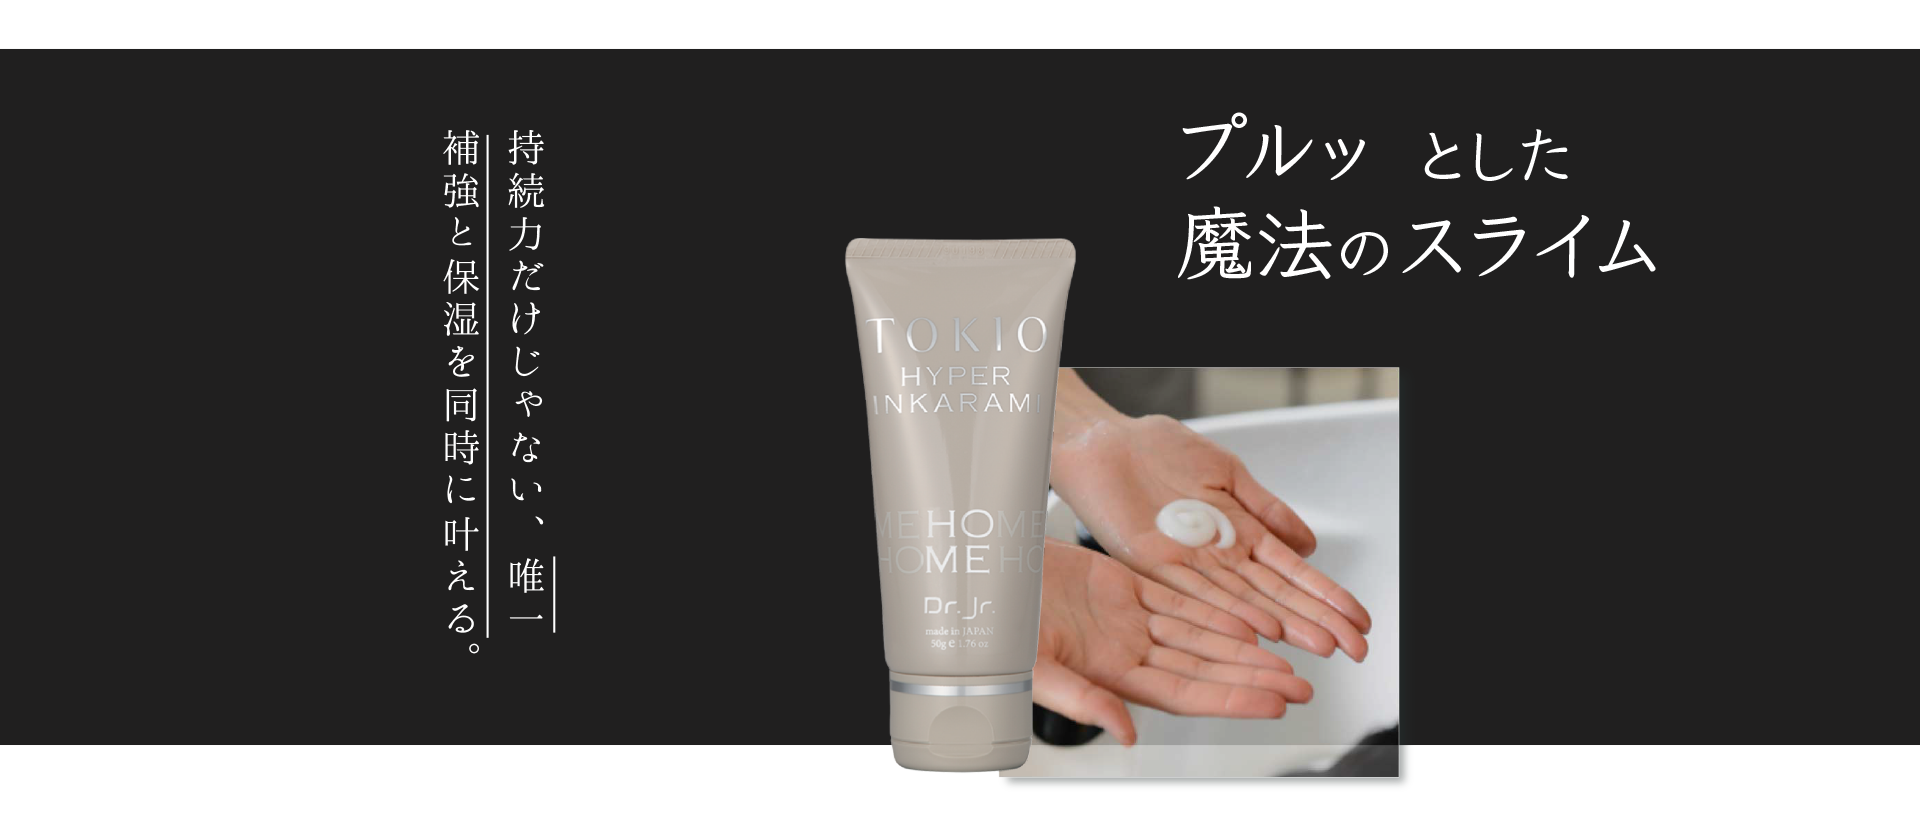 プルッ とした
魔法のスライム
持続力だけじゃない、唯一
補強と保湿を同時に叶える。
TOKIO
HYPER
INKARAMI
ME HOME
HOME HO
Dr. Jr.
made in JAPAN
50g e 1.76 oz